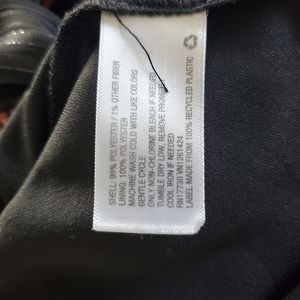 SHELL: 99% POLYESTER / 1% OTHER FIBER
LINING: 100% POLYESTER
MACHINE WASH COLD WITH LIKE COLORS
GENTLE CYCLE
ONLY NON-CHLORINE BLEACH IF NEEDED
TUMBLE DRY LOW, REMOVE PROMPTLY
COOL IRON IF NEEDED
RN17730 VN1261424
LABEL MADE FROM 100% RECYCLED PLASTIC